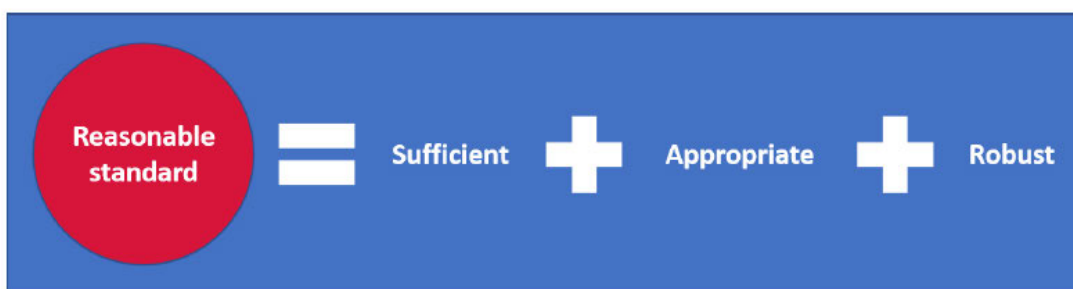 Reasonable
standard
Sufficient
Appropriate
Robust